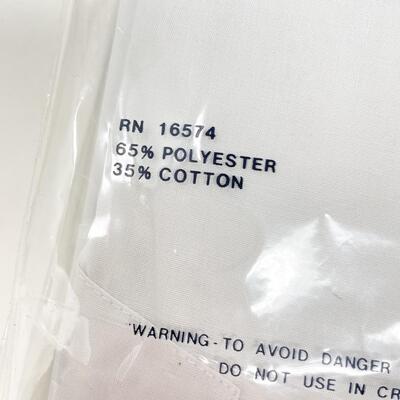 RN 16574
65% POLYESTER
35% COTTON
WARNING-TO AVOID DANGER
DO NOT USE IN